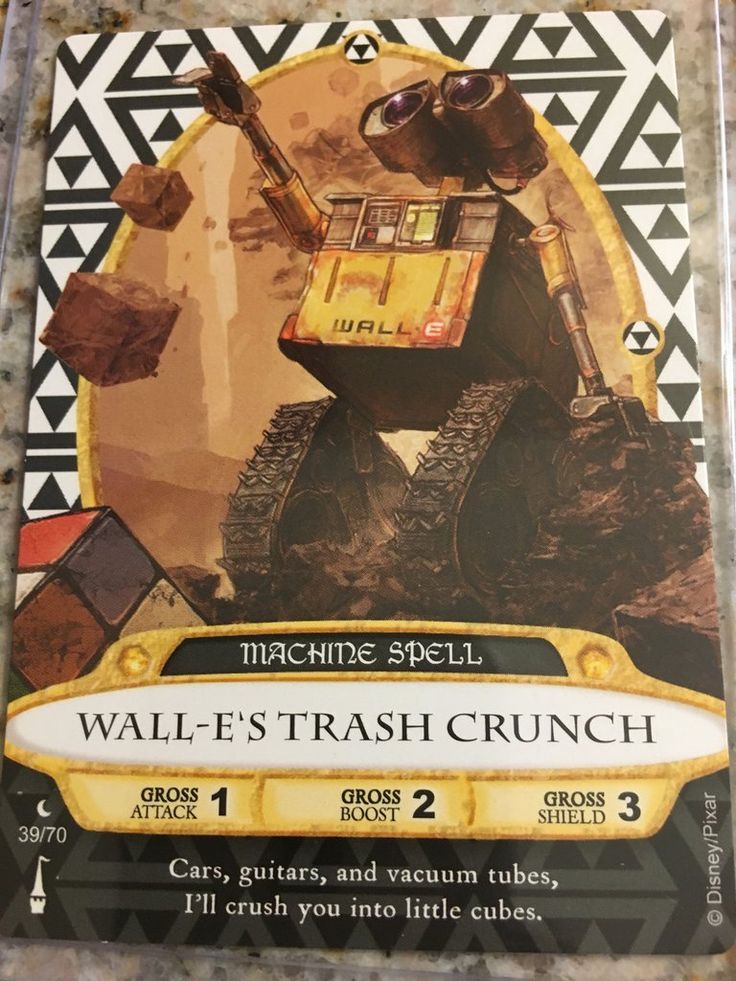 WALL·E
MACHINE SPELL
WALL-E'S TRASH CRUNCH
GROSS ATTACK 1
GROSS BOOST 2
GROSS SHIELD 3
39/70
Cars, guitars, and vacuum tubes,
I'll crush you into little cubes.
© Disney/Pixar